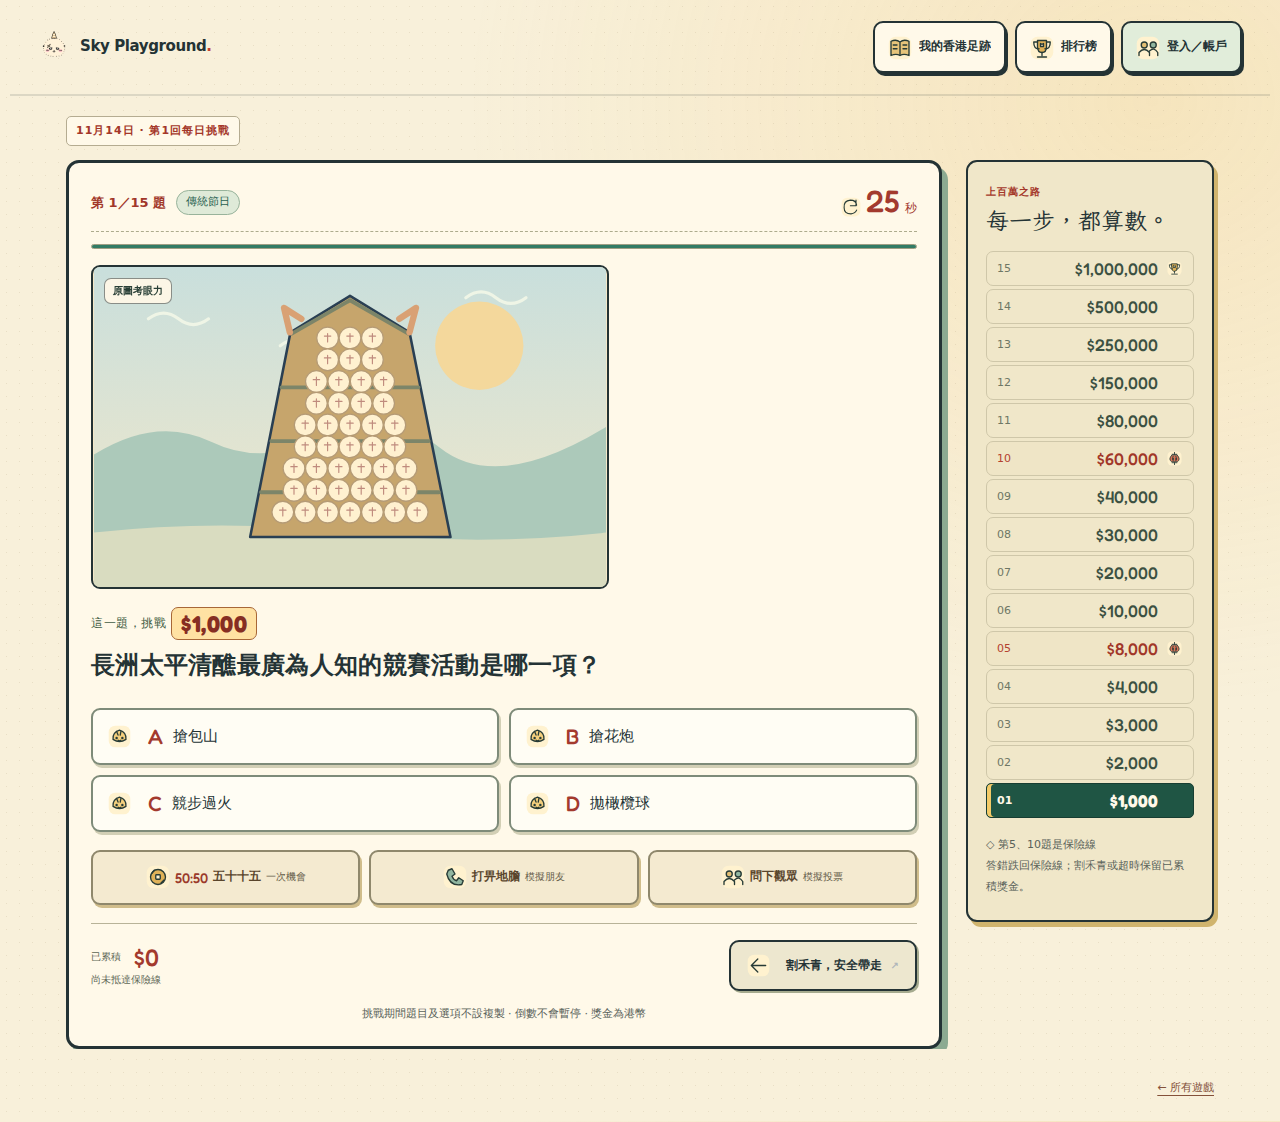 Sky Playground.
我的香港足跡
排行榜
登入／帳戶
11月14日 · 第1回每日挑戰
第 1／15 題
傳統節日
25 秒
原圖考眼力
這一題，挑戰 $1,000
長洲太平清醮最廣為人知的競賽活動是哪一項？
A 搶包山
B 搶花炮
C 競步過火
D 拋橄欖球
50:50 五十十五 一次機會
打畀地膽 模擬朋友
問下觀眾 模擬投票
已累積 $0
尚未抵達保險線
割禾青，安全帶走 ↗
挑戰期間題目及選項不設複製 · 倒數不會暫停 · 獎金為港幣
上百萬之路
每一步，都算數。
15 $1,000,000
14 $500,000
13 $250,000
12 $150,000
11 $80,000
10 $60,000
09 $40,000
08 $30,000
07 $20,000
06 $10,000
05 $8,000
04 $4,000
03 $3,000
02 $2,000
01 $1,000
◇ 第5、10題是保險線
答錯跌回保險線；割禾青或超時保留已累
積獎金。
← 所有遊戲